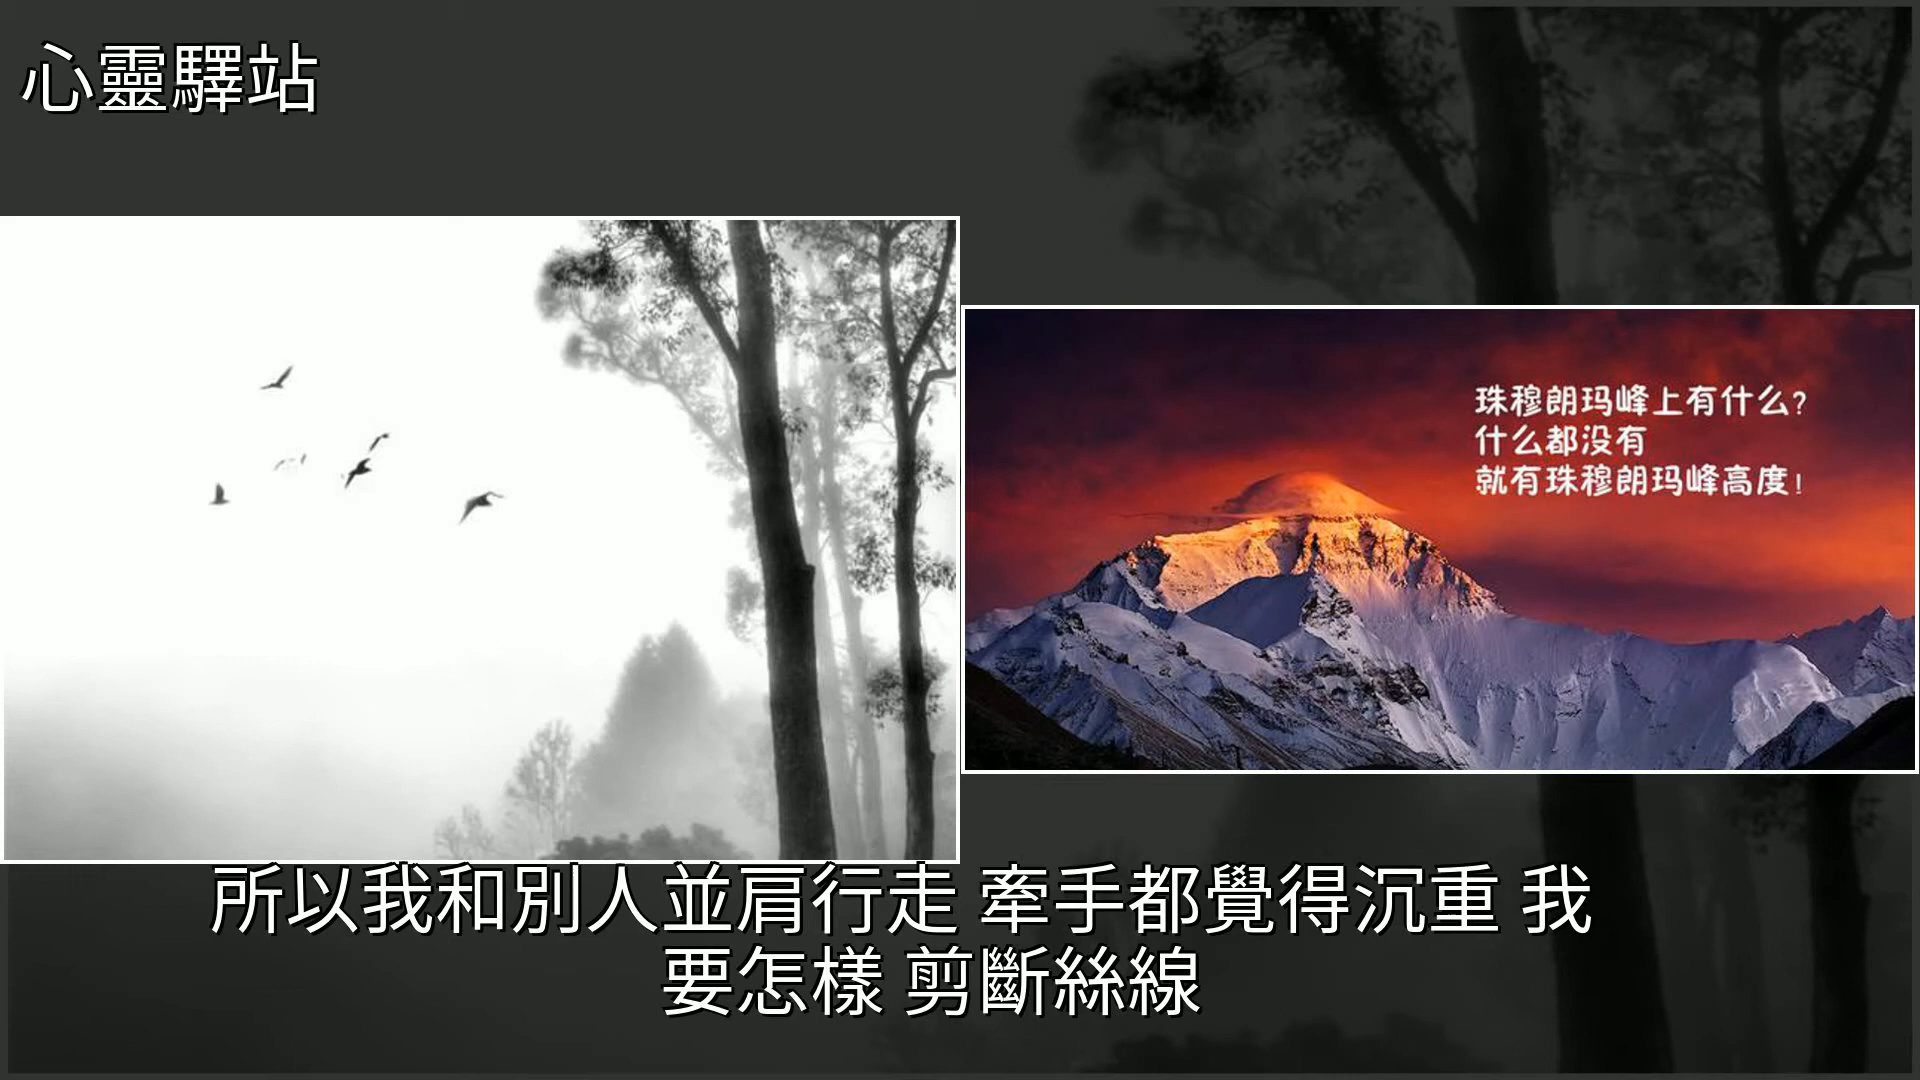 心靈驛站
珠穆朗玛峰上有什么?
什么都没有
就有珠穆朗玛峰高度!
所以我和別人並肩行走 牽手都覺得沉重 我
要怎樣 剪斷絲線